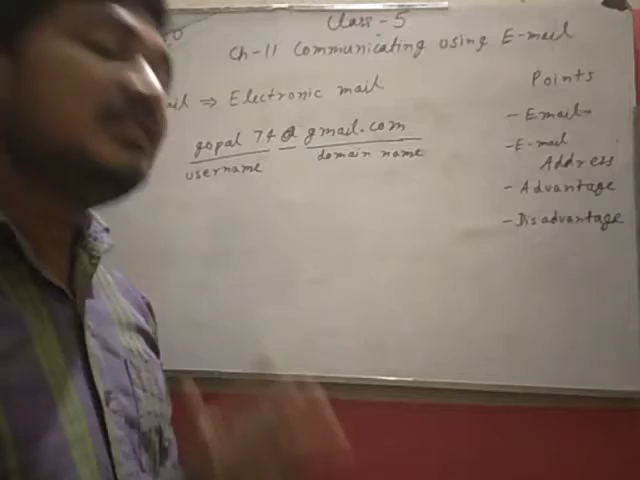 Class - 5
Ch-11 Communicating using E-mail
ail ⇒ Electronic mail
gopal 74 @ gmail.com
username
domain name
Points
- Email-
- E-mail
Address
- Advantage
- Disadvantage